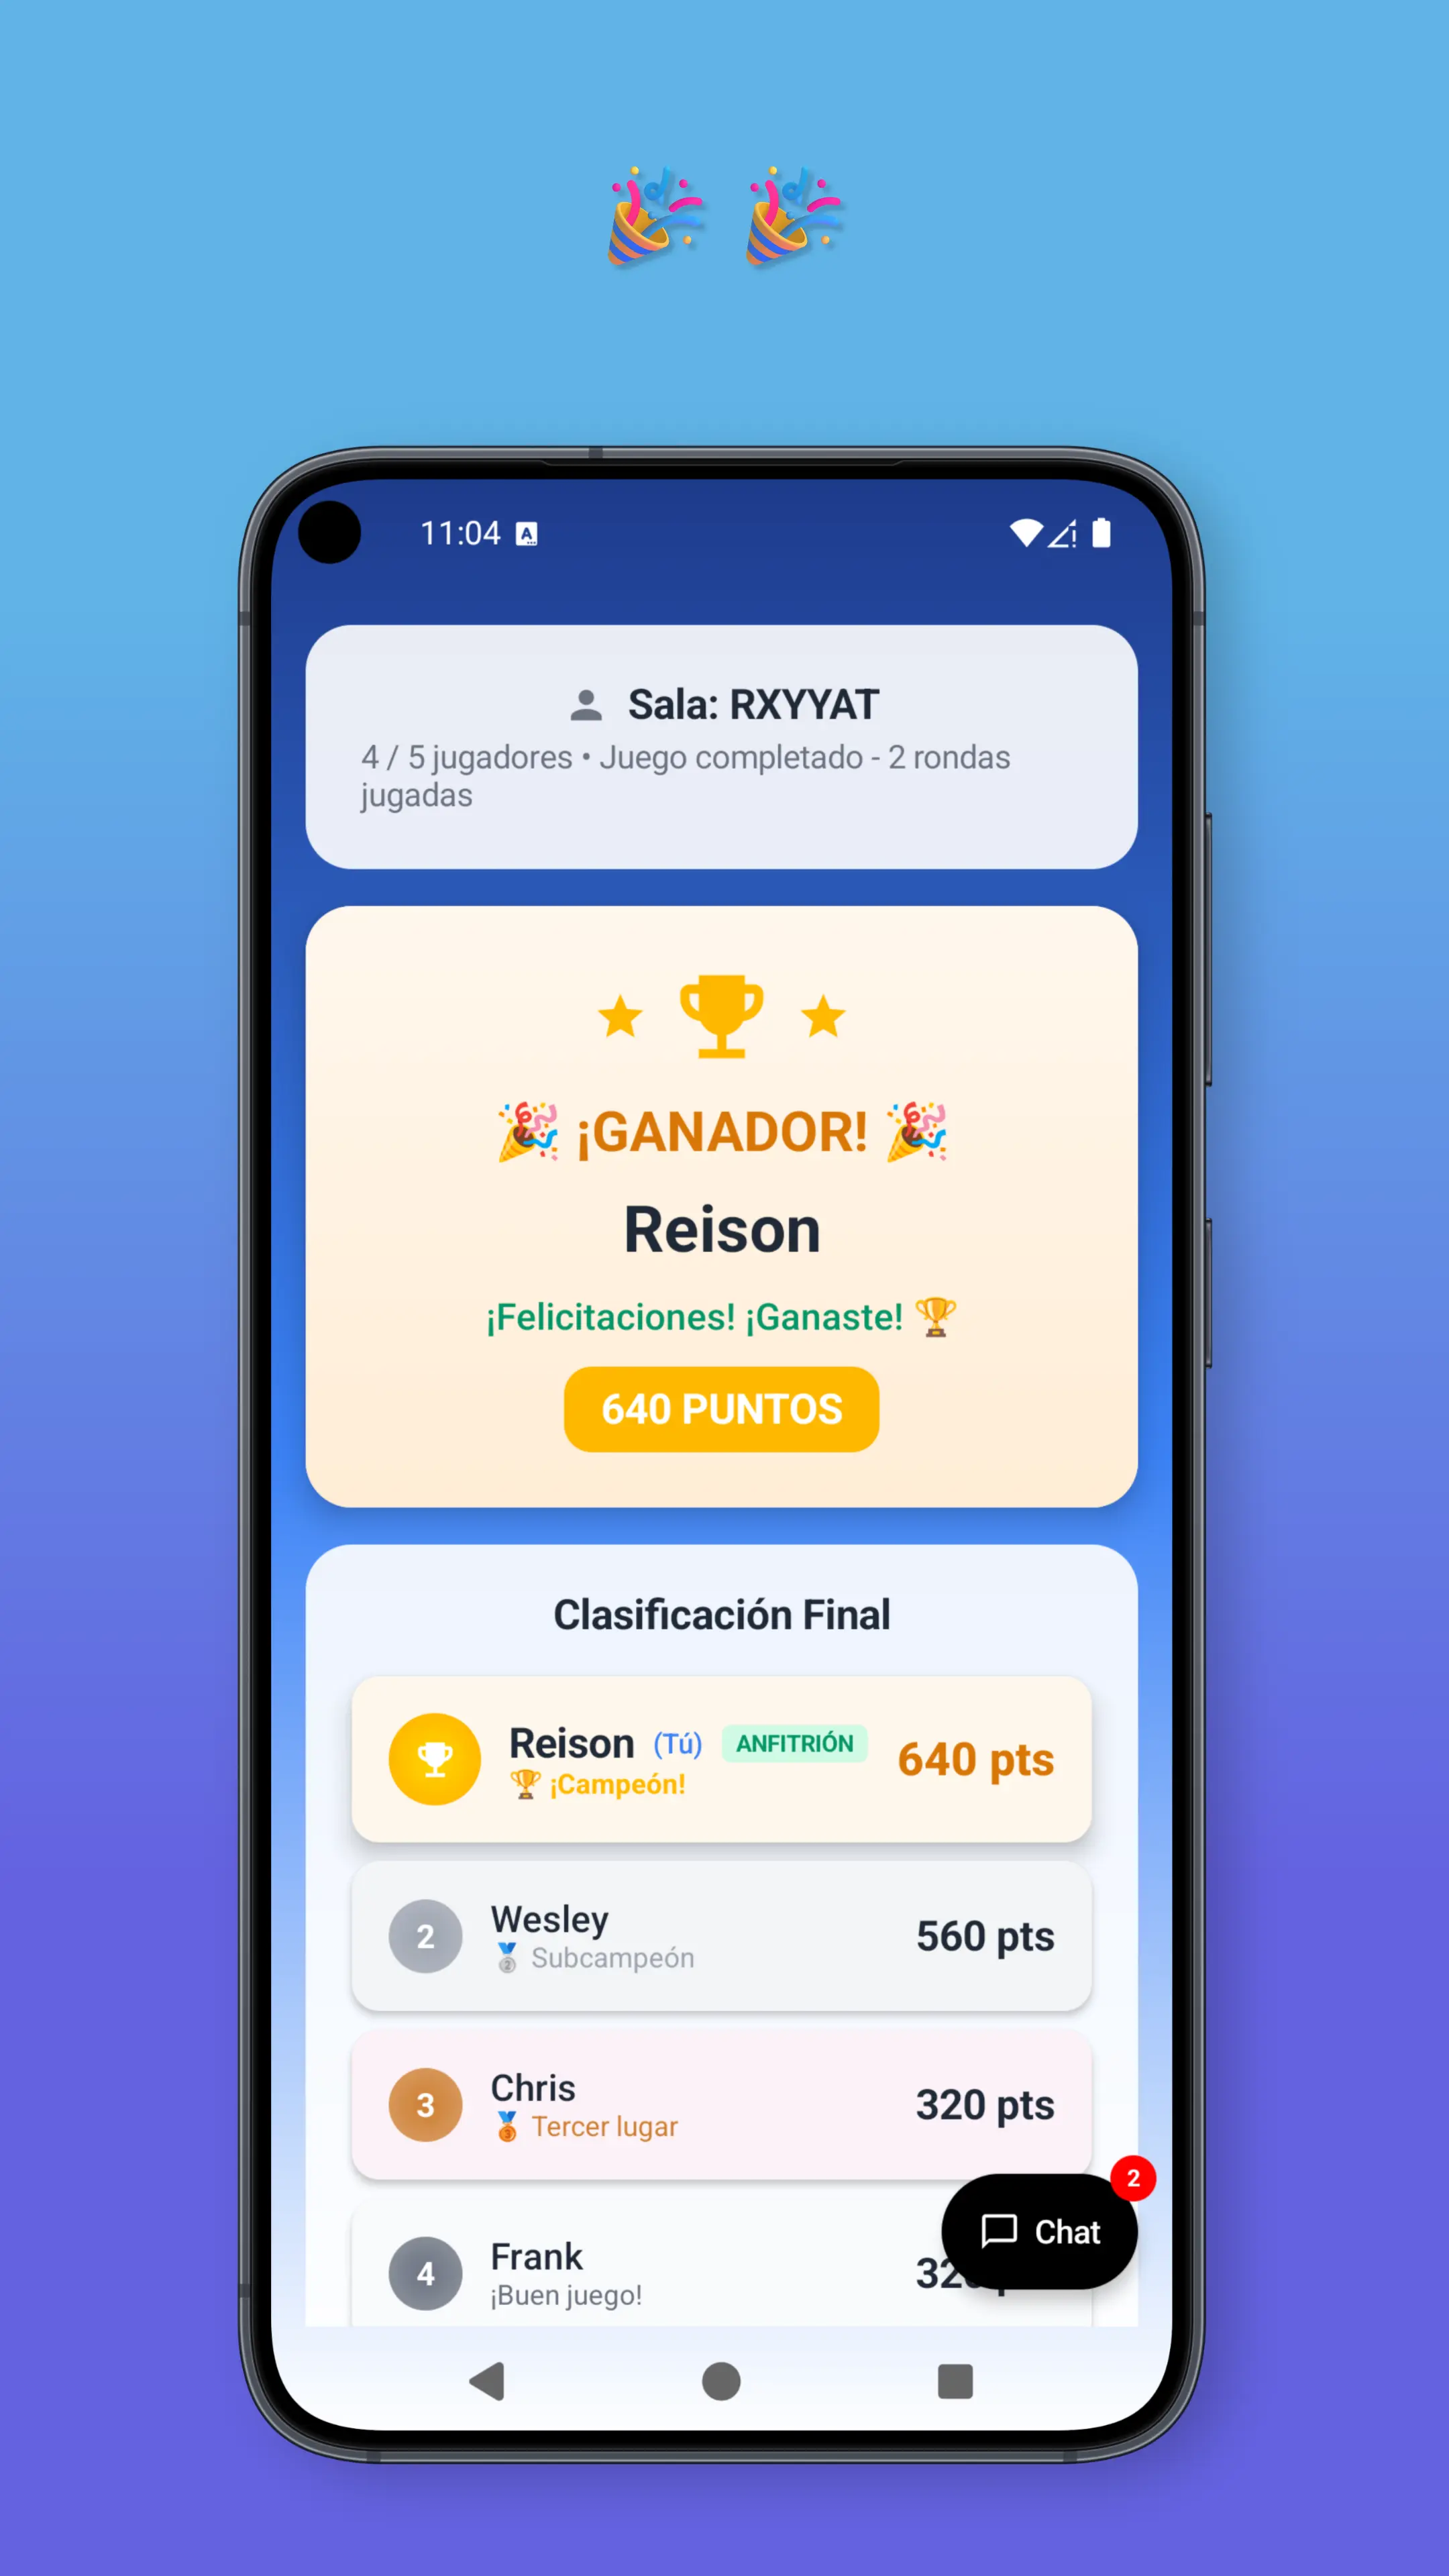 11:04
Sala: RXYYAT
4 / 5 jugadores • Juego completado - 2 rondas
jugadas
🎉 ¡GANADOR! 🎉
Reison
¡Felicitaciones! ¡Ganaste! 🏆
640 PUNTOS
Clasificación Final
Reison (Tú) ANFITRIÓN
640 pts
🏆 ¡Campeón!
2
Wesley
560 pts
🥈 Subcampeón
3
Chris
320 pts
🥉 Tercer lugar
2
Chat
4
Frank
¡Buen juego!